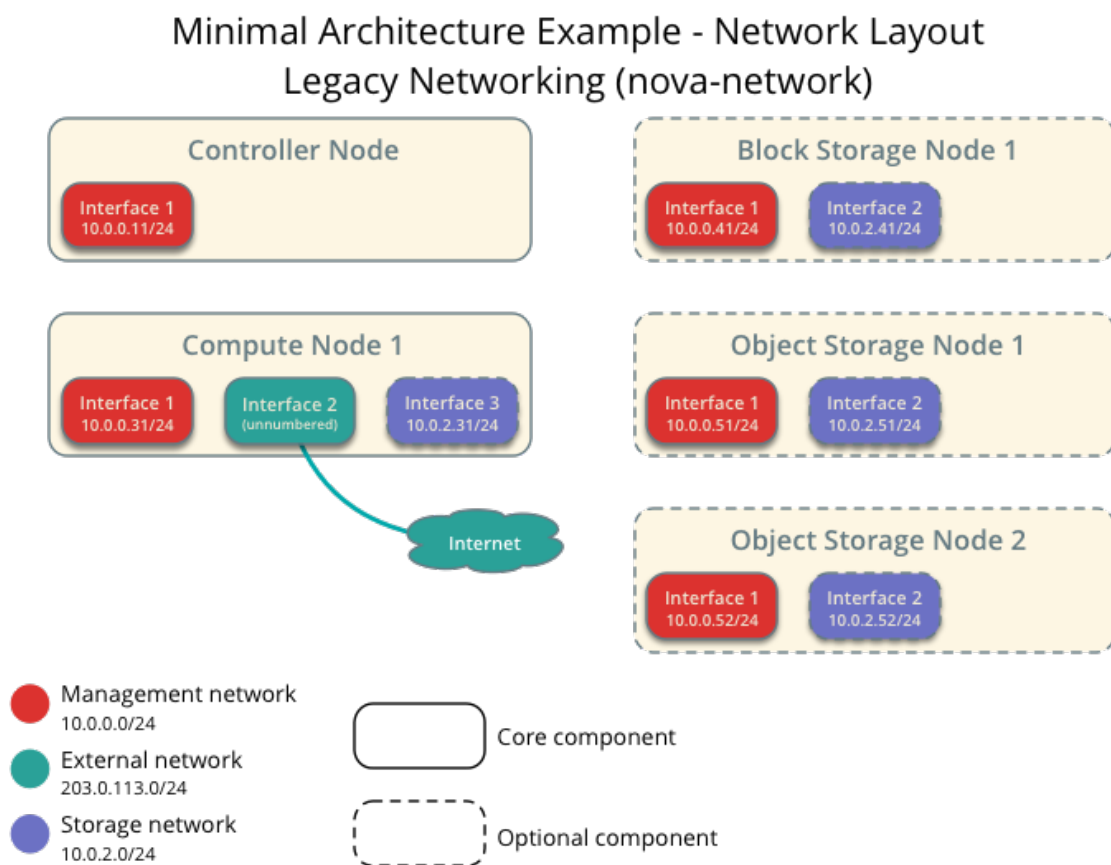 Minimal Architecture Example - Network Layout
Legacy Networking (nova-network)
Controller Node
Interface 1
10.0.0.11/24
Block Storage Node 1
Interface 1
10.0.0.41/24
Interface 2
10.0.2.41/24
Compute Node 1
Interface 1
10.0.0.31/24
Interface 2
(unnumbered)
Interface 3
10.0.2.31/24
Object Storage Node 1
Interface 1
10.0.0.51/24
Interface 2
10.0.2.51/24
Internet
Object Storage Node 2
Interface 1
10.0.0.52/24
Interface 2
10.0.2.52/24
Management network
10.0.0.0/24
External network
203.0.113.0/24
Storage network
10.0.2.0/24
Core component
Optional component